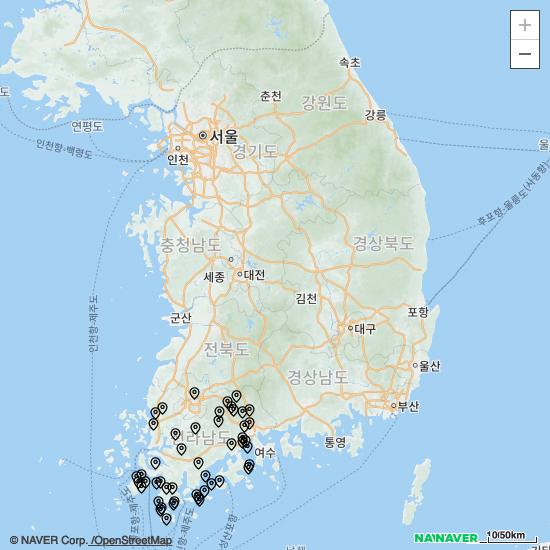 +
−
속초
춘천
강원도
강릉
도
연평도
서울
인천
경기도
인천항-백령도
울
후포항-울릉도(사동항)
충청남도
경상북도
세종
대전
김천
인천항-제주도
군산
포항
대구
전북도
울산
경상남도
부산
전라남도
여수
통영
© NAVER Corp. /OpenStreetMap
NAVER
10/50km